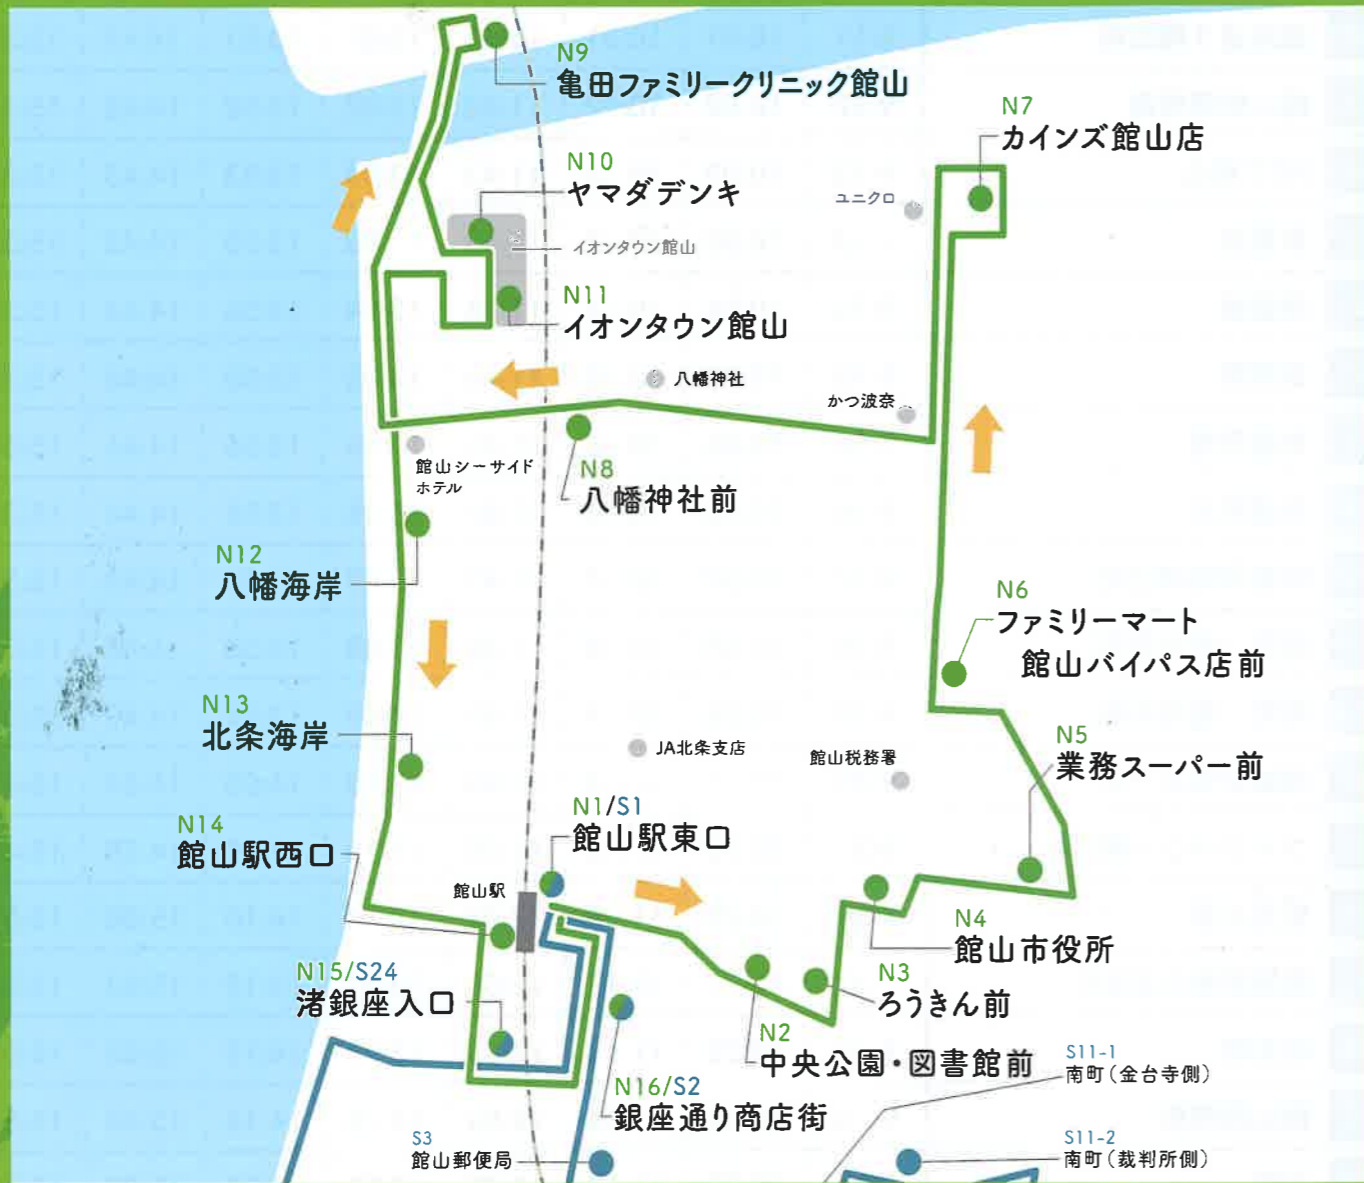 N9
亀田ファミリークリニック館山
N7
カインズ館山店
N10
ヤマダデンキ
ユニクロ
イオンタウン館山
N11
イオンタウン館山
八幡神社
かつ波奈
館山シーサイド
ホテル
N8
八幡神社前
N12
八幡海岸
N6
ファミリーマート
館山バイパス店前
N13
北条海岸
JA北条支店
館山税務署
N5
業務スーパー前
N1/S1
館山駅東口
N14
館山駅西口
館山駅
N4
館山市役所
N15/S24
渚銀座入口
N3
ろうきん前
N2
中央公園・図書館前
S11-1
南町(金台寺側)
N16/S2
銀座通り商店街
S3
館山郵便局
S11-2
南町(裁判所側)